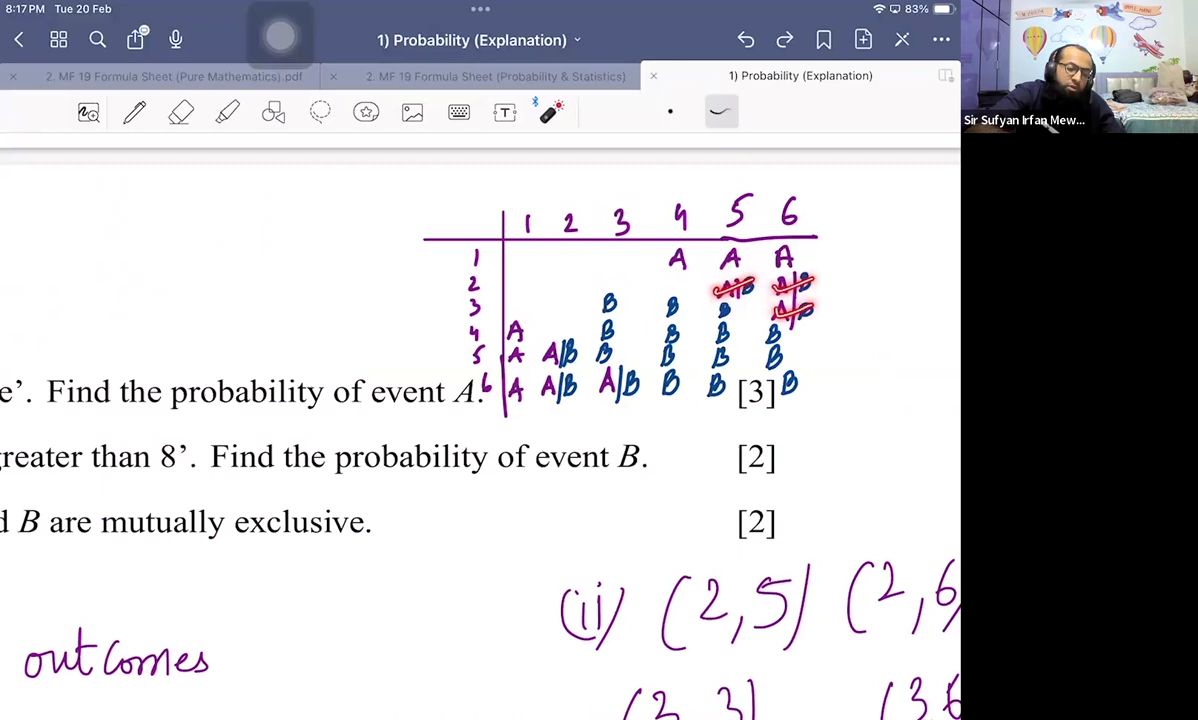 8:17PM Tue 20 Feb
83%
1) Probability (Explanation)
2. MF 19 Formula Sheet (Pure Mathematics).pdf
2. MF 19 Formula Sheet (Probability & Statistics)
1) Probability (Explanation)
Sir Sufyan Irfan Mew...
1 2 3 4 5 6
1 A A A
2 A/B A/B
3 B B B A/B
4 A B B B B
5 A A/B B B B B
6 A A/B A/B B B B
e’. Find the probability of event A. [3]
greater than 8’. Find the probability of event B. [2]
d B are mutually exclusive. [2]
(ii) (2,5) (2,6)
outcomes